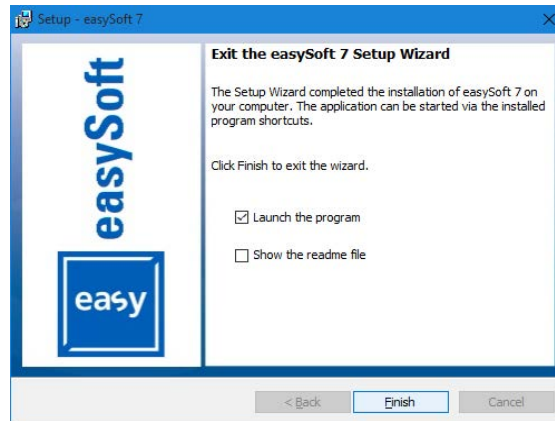 Setup - easySoft 7
easySoft
easy
Exit the easySoft 7 Setup Wizard
The Setup Wizard completed the installation of easySoft 7 on
your computer. The application can be started via the installed
program shortcuts.
Click Finish to exit the wizard.
Launch the program
Show the readme file
< Back
Finish
Cancel